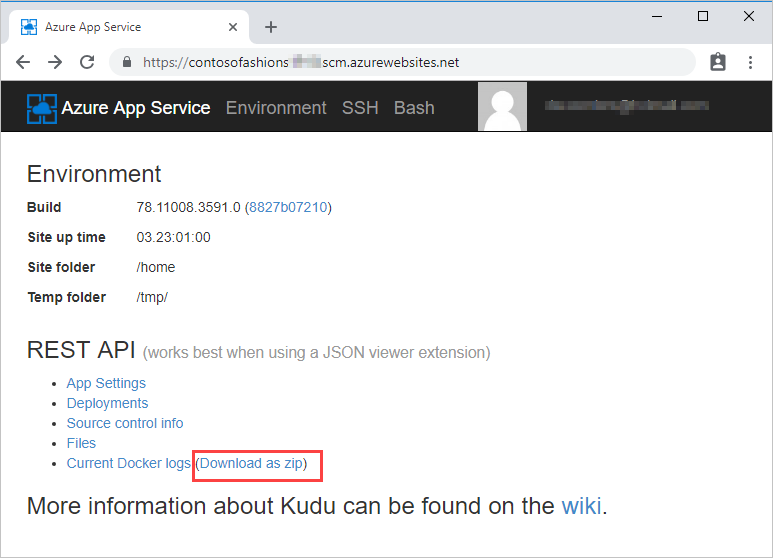 Azure App Service
https://contosofashions scm.azurewebsites.net
Azure App Service Environment SSH Bash
Environment
Build 78.11008.3591.0 (8827b07210)
Site up time 03.23:01:00
Site folder /home
Temp folder /tmp/
REST API (works best when using a JSON viewer extension)
App Settings
Deployments
Source control info
Files
Current Docker logs (Download as zip)
More information about Kudu can be found on the wiki.